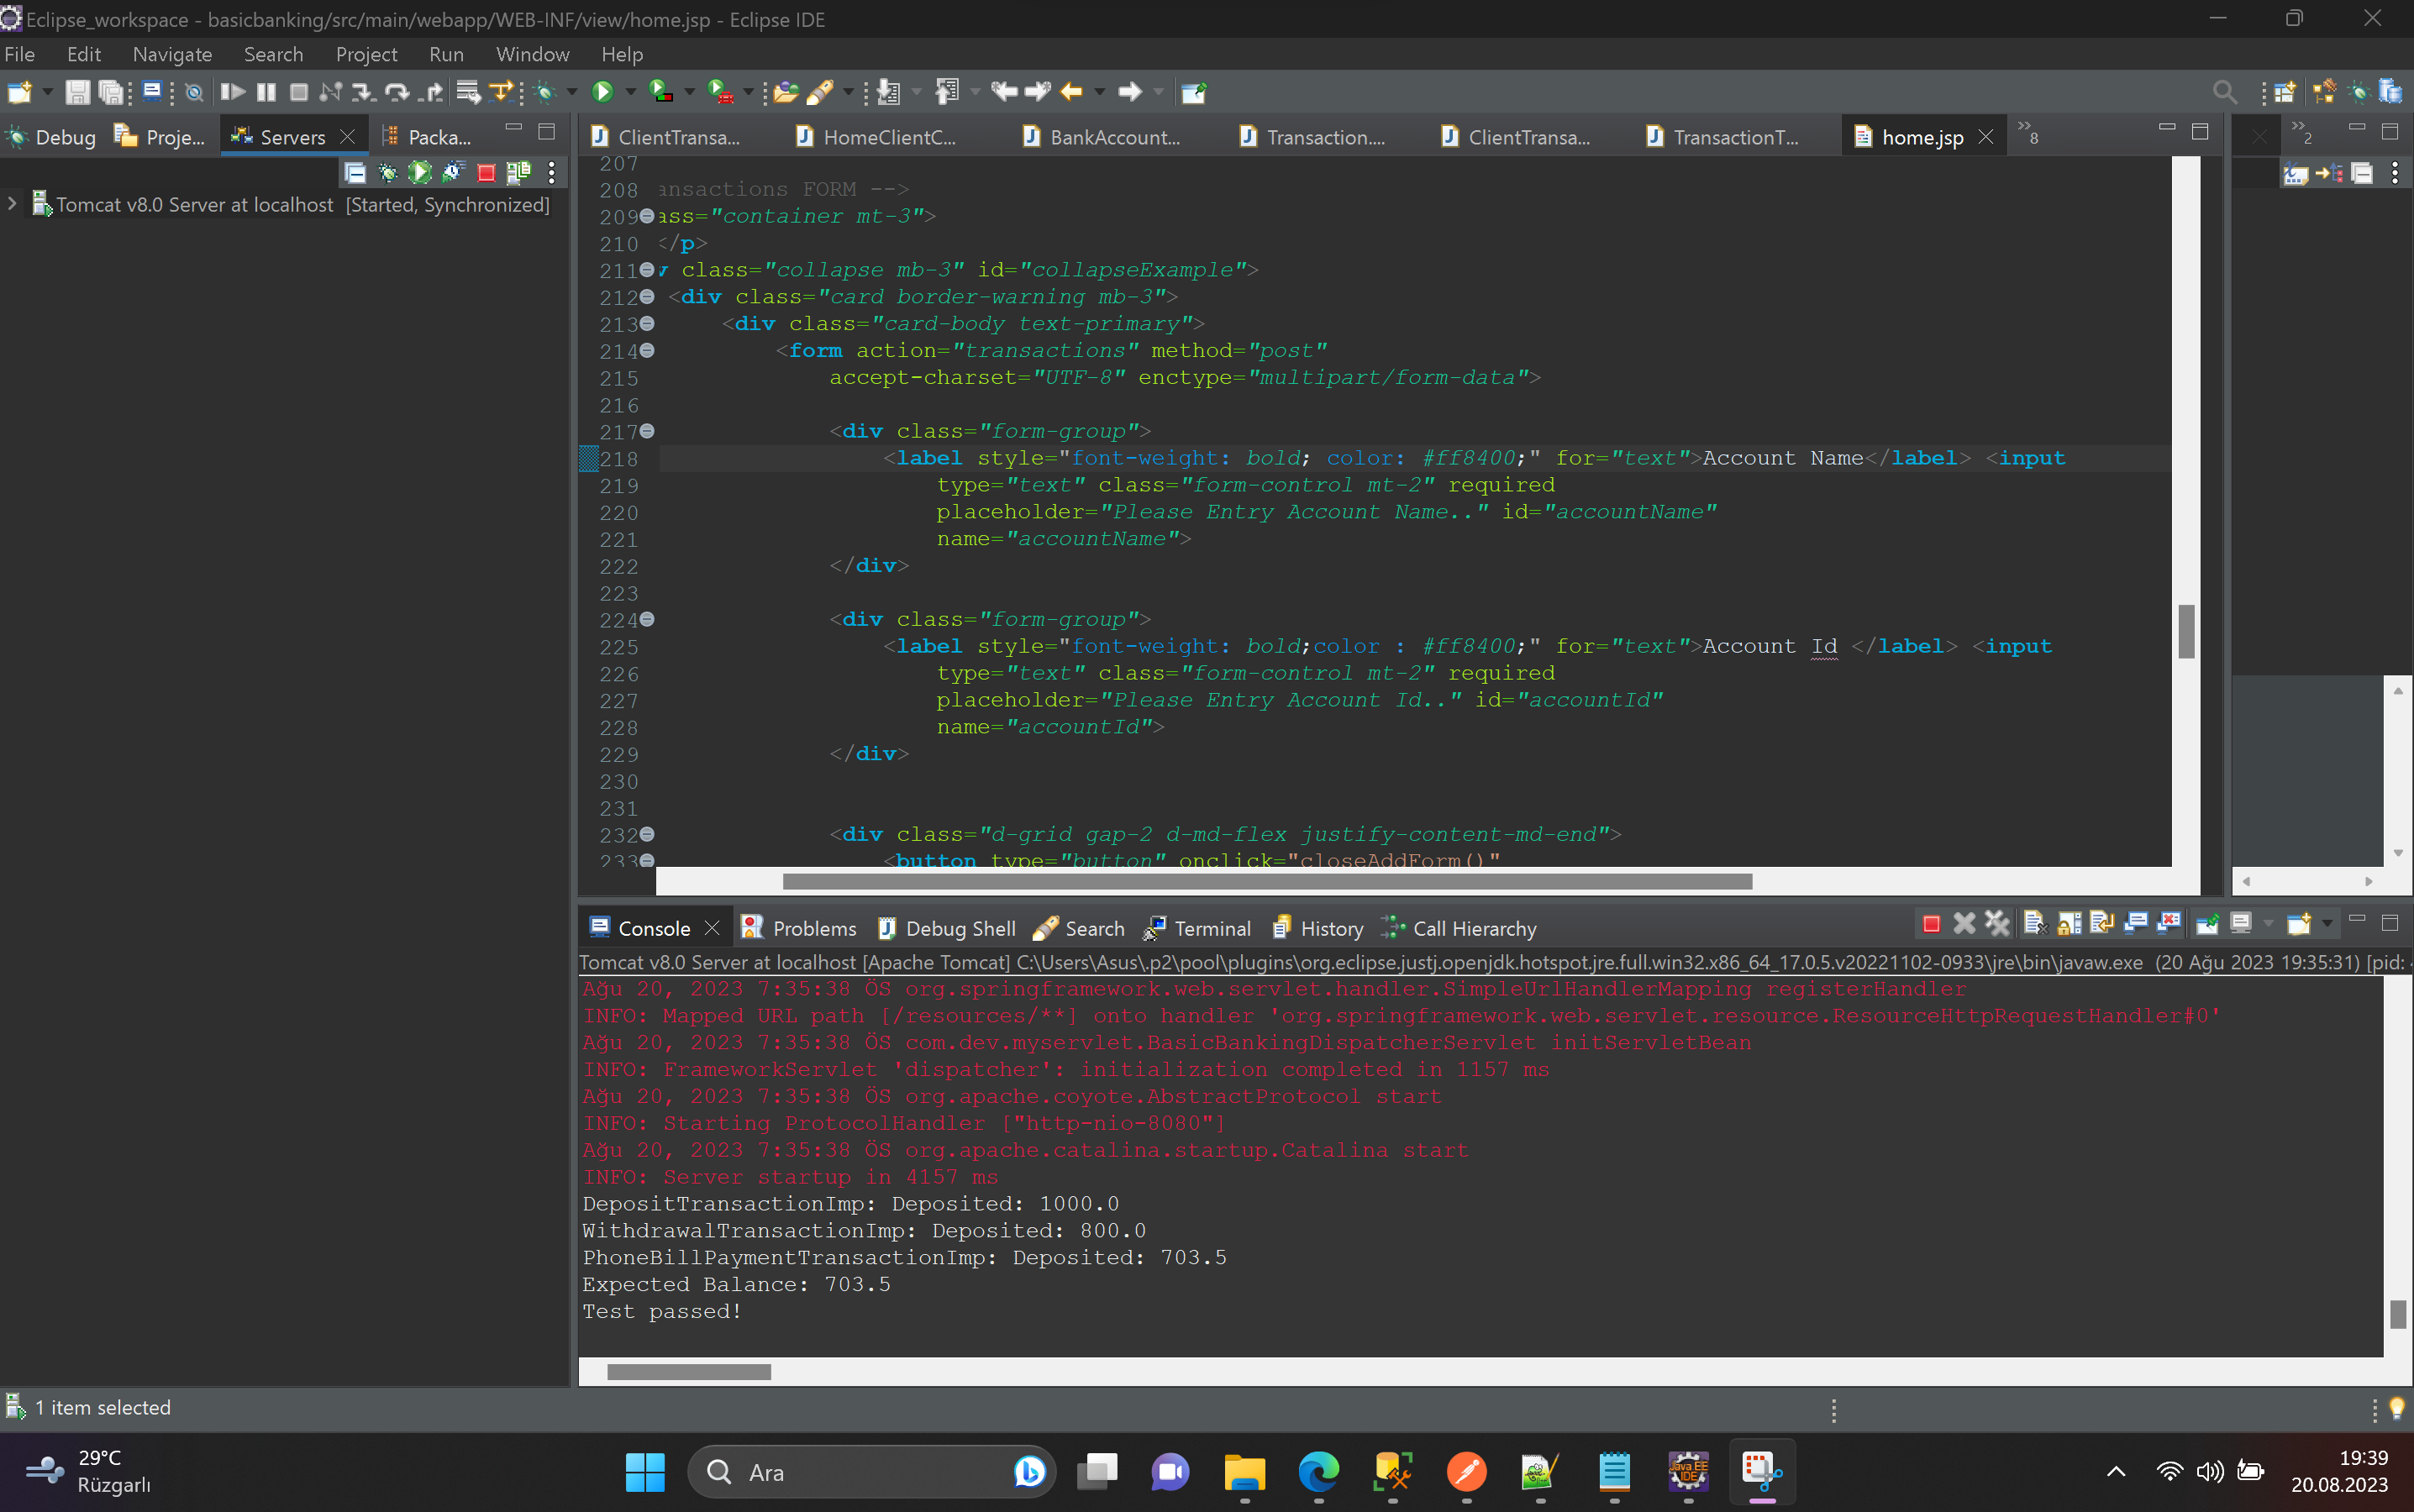 Eclipse_workspace - basicbanking/src/main/webapp/WEB-INF/view/home.jsp - Eclipse IDE
File Edit Navigate Search Project Run Window Help
Debug Proje... Servers Packa...
ClientTransa... HomeClientC... BankAccount... Transaction.... ClientTransa... TransactionT... home.jsp 8 2
Tomcat v8.0 Server at localhost [Started, Synchronized]
207
208 ansactions FORM -->
209 ass="container mt-3">
210 </p>
211 v class="collapse mb-3" id="collapseExample">
212 <div class="card border-warning mb-3">
213 <div class="card-body text-primary">
214 <form action="transactions" method="post"
215 accept-charset="UTF-8" enctype="multipart/form-data">
216
217 <div class="form-group">
218 <label style="font-weight: bold; color: #ff8400;" for="text">Account Name</label> <input
219 type="text" class="form-control mt-2" required
220 placeholder="Please Entry Account Name.." id="accountName"
221 name="accountName">
222 </div>
223
224 <div class="form-group">
225 <label style="font-weight: bold;color : #ff8400;" for="text">Account Id </label> <input
226 type="text" class="form-control mt-2" required
227 placeholder="Please Entry Account Id.." id="accountId"
228 name="accountId">
229 </div>
230
231
232 <div class="d-grid gap-2 d-md-flex justify-content-md-end">
233 <button type="button" onclick="closeAddForm()"
Console Problems Debug Shell Search Terminal History Call Hierarchy
Tomcat v8.0 Server at localhost [Apache Tomcat] C:\Users\Asus\.p2\pool\plugins\org.eclipse.justj.openjdk.hotspot.jre.full.win32.x86_64_17.0.5.v20221102-0933\jre\bin\javaw.exe (20 Ağu 2023 19:35:31) [pid:
Ağu 20, 2023 7:35:38 ÖS org.springframework.web.servlet.handler.SimpleUrlHandlerMapping registerHandler
INFO: Mapped URL path [/resources/**] onto handler 'org.springframework.web.servlet.resource.ResourceHttpRequestHandler#0'
Ağu 20, 2023 7:35:38 ÖS com.dev.myservlet.BasicBankingDispatcherServlet initServletBean
INFO: FrameworkServlet 'dispatcher': initialization completed in 1157 ms
Ağu 20, 2023 7:35:38 ÖS org.apache.coyote.AbstractProtocol start
INFO: Starting ProtocolHandler ["http-nio-8080"]
Ağu 20, 2023 7:35:38 ÖS org.apache.catalina.startup.Catalina start
INFO: Server startup in 4157 ms
DepositTransactionImp: Deposited: 1000.0
WithdrawalTransactionImp: Deposited: 800.0
PhoneBillPaymentTransactionImp: Deposited: 703.5
Expected Balance: 703.5
Test passed!
1 item selected
29°C
Rüzgarlı
Ara
Java EE
IDE
19:39
20.08.2023